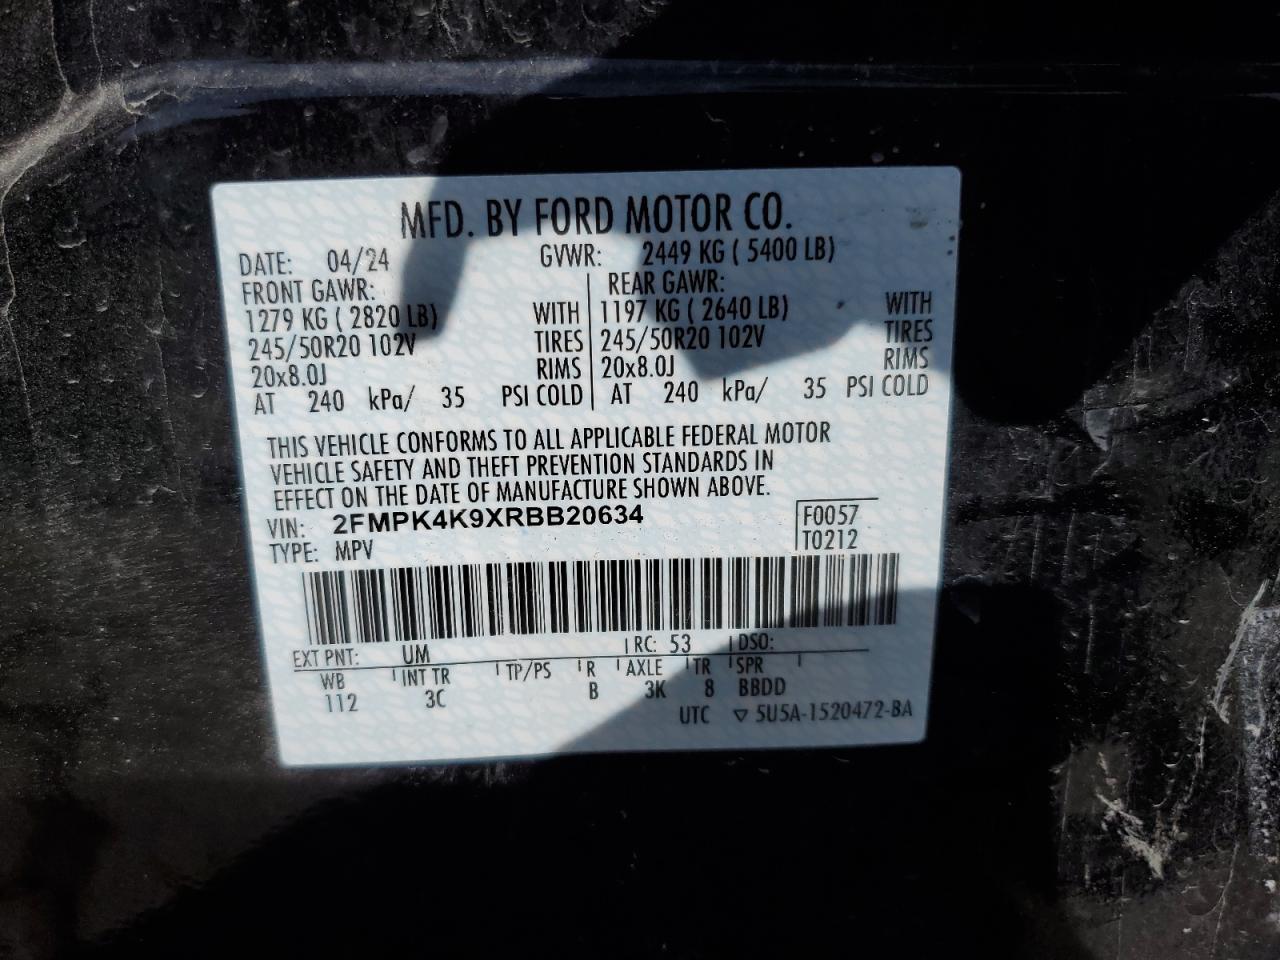 MFD. BY FORD MOTOR CO.
DATE: 04/24 GVWR: 2449 KG ( 5400 LB)
FRONT GAWR: REAR GAWR:
1279 KG ( 2820 LB) WITH 1197 KG ( 2640 LB) WITH
245/50R20 102V TIRES 245/50R20 102V TIRES
20x8.0J RIMS 20x8.0J RIMS
AT 240 kPa/ 35 PSI COLD AT 240 kPa/ 35 PSI COLD
THIS VEHICLE CONFORMS TO ALL APPLICABLE FEDERAL MOTOR
VEHICLE SAFETY AND THEFT PREVENTION STANDARDS IN
EFFECT ON THE DATE OF MANUFACTURE SHOWN ABOVE.
VIN: 2FMPK4K9XRBB20634 F0057
TYPE: MPV T0212
EXT PNT: UM RC: 53 DSO:
WB INT TR TP/PS R AXLE TR SPR
112 3C B 3K 8 BBDD
UTC ▽ 5U5A-1520472-BA